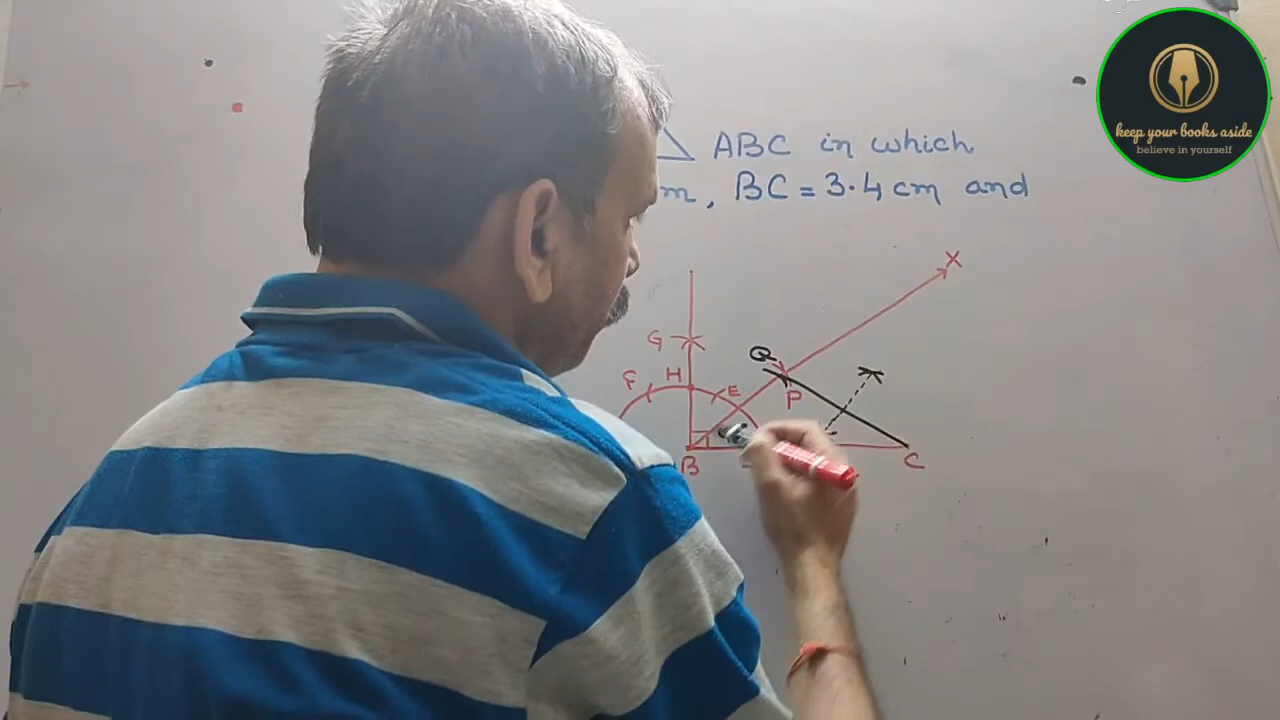 △ ABC in which
m, BC = 3.4 cm and
X
G
Q
F H E
P
B C
keep your books aside
believe in yourself